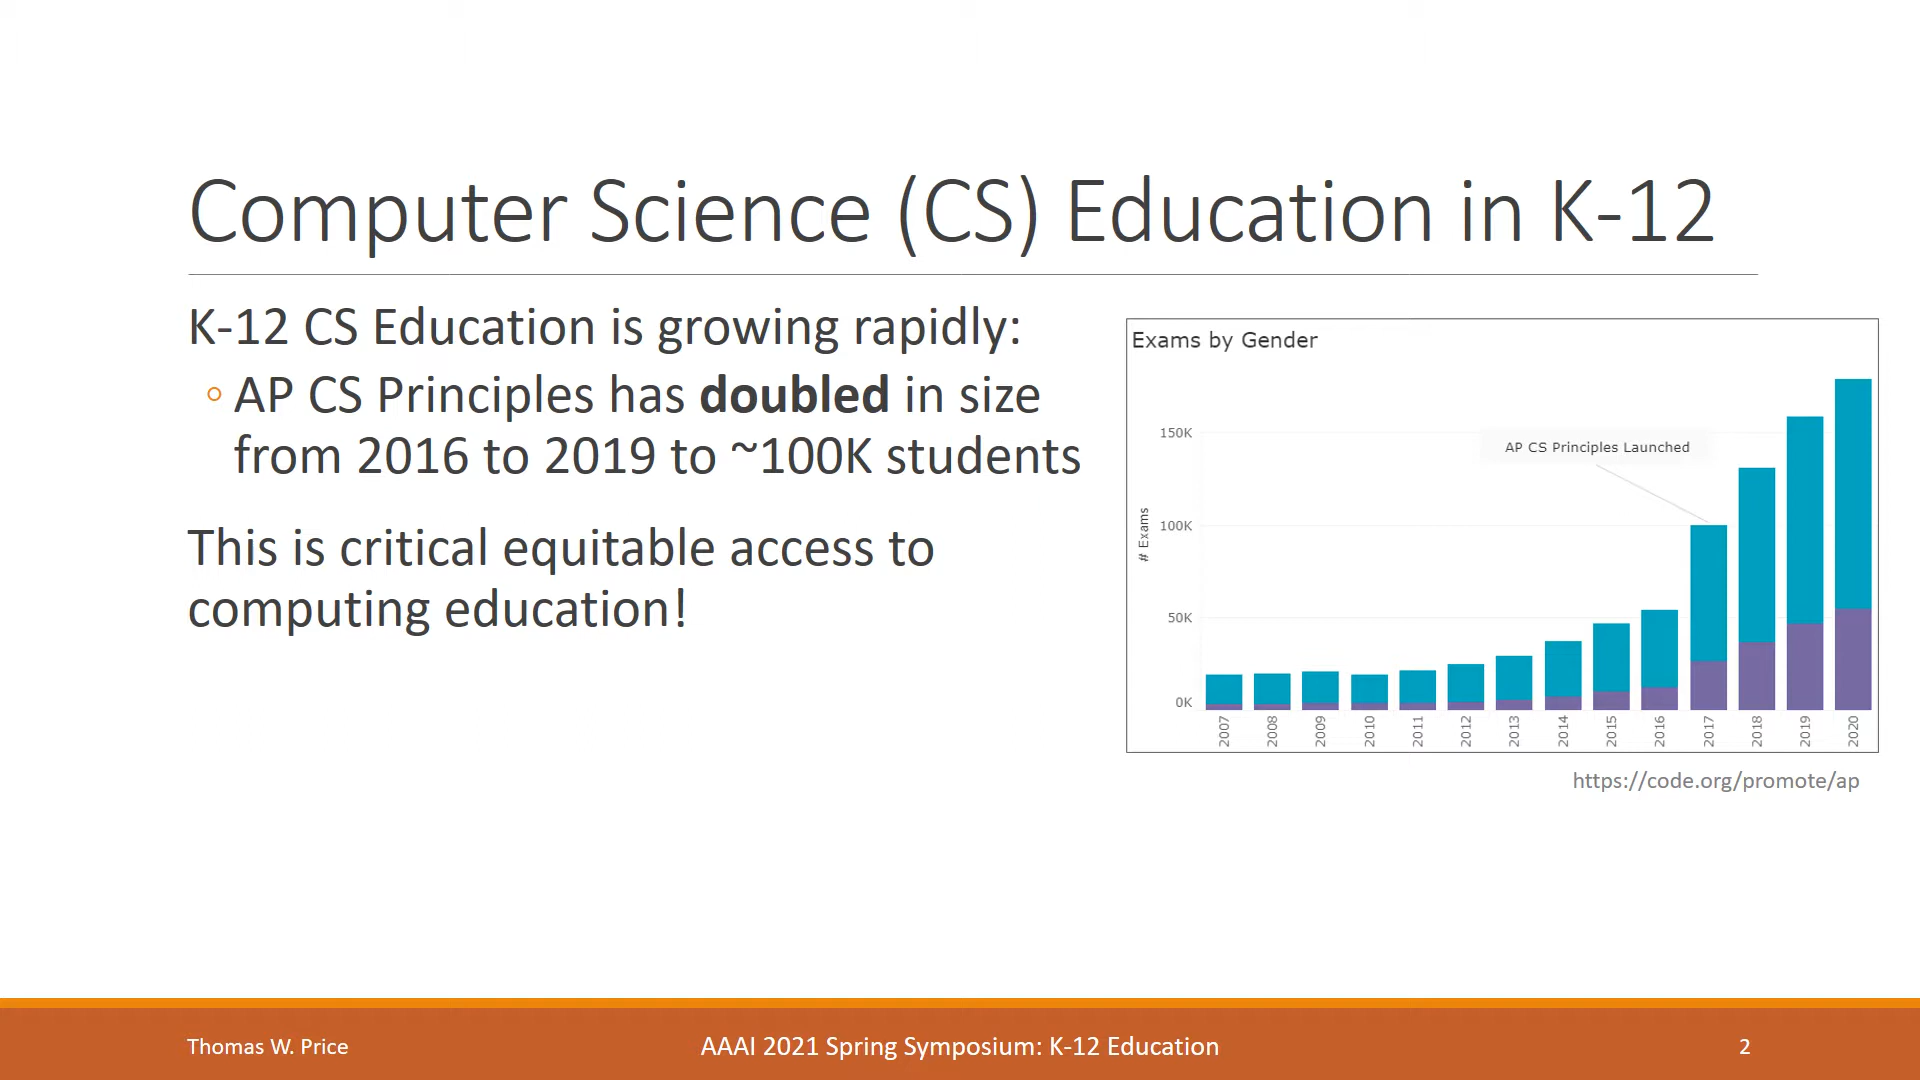 Computer Science (CS) Education in K-12
K-12 CS Education is growing rapidly:
◦ AP CS Principles has doubled in size
from 2016 to 2019 to ~100K students
This is critical equitable access to
computing education!
Exams by Gender
# Exams
150K
100K
50K
0K
AP CS Principles Launched
2007 2008 2009 2010 2011 2012 2013 2014 2015 2016 2017 2018 2019 2020
https://code.org/promote/ap
Thomas W. Price
AAAI 2021 Spring Symposium: K-12 Education
2